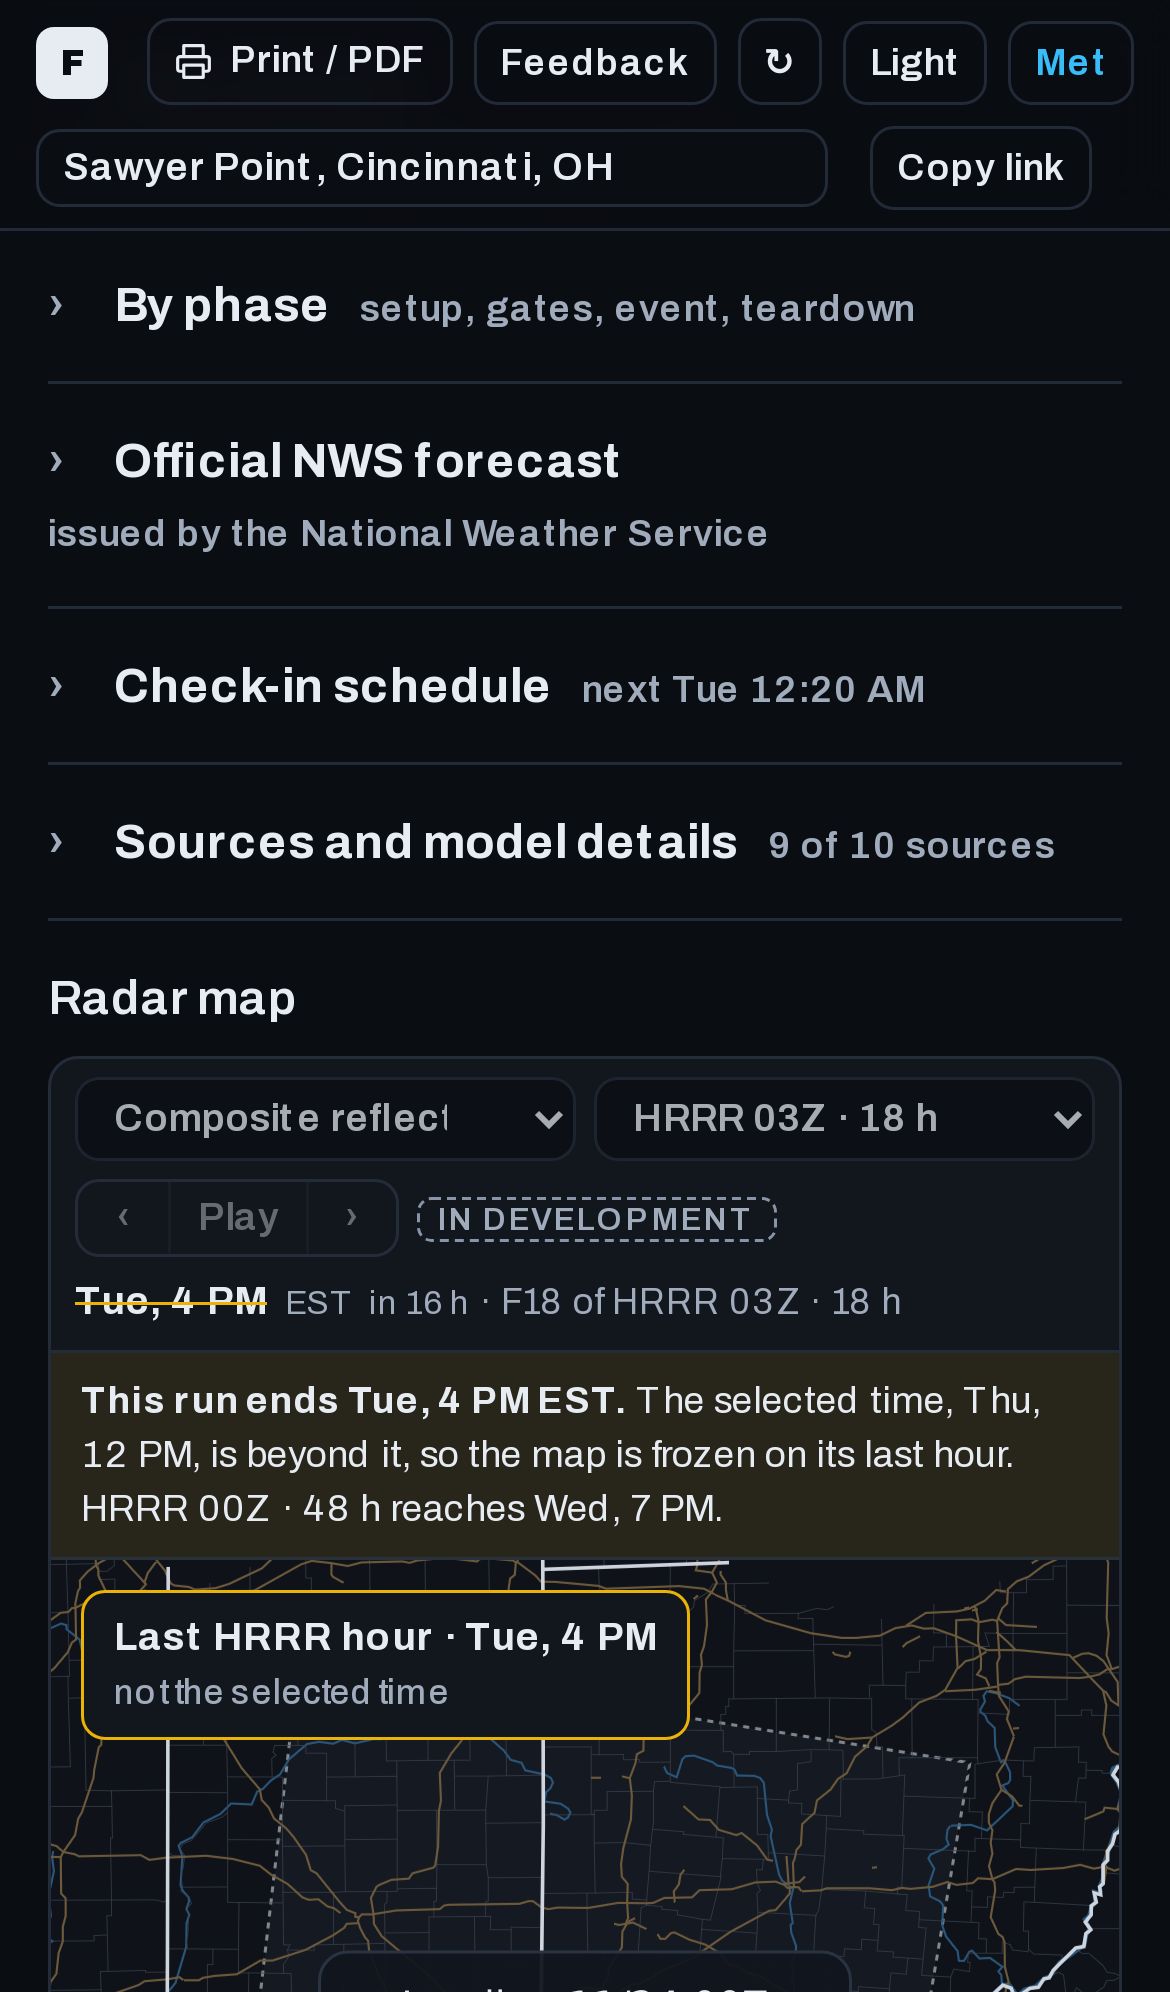 F
Print / PDF
Feedback
↻
Light
Met
Sawyer Point, Cincinnati, OH
Copy link
› By phase setup, gates, event, teardown
› Official NWS forecast
issued by the National Weather Service
› Check-in schedule next Tue 12:20 AM
› Sources and model details 9 of 10 sources
Radar map
Composite reflect
HRRR 03Z · 18 h
‹ Play ›
IN DEVELOPMENT
Tue, 4 PM EST in 16 h · F18 of HRRR 03Z · 18 h
This run ends Tue, 4 PM EST. The selected time, Thu,
12 PM, is beyond it, so the map is frozen on its last hour.
HRRR 00Z · 48 h reaches Wed, 7 PM.
Last HRRR hour · Tue, 4 PM
not the selected time